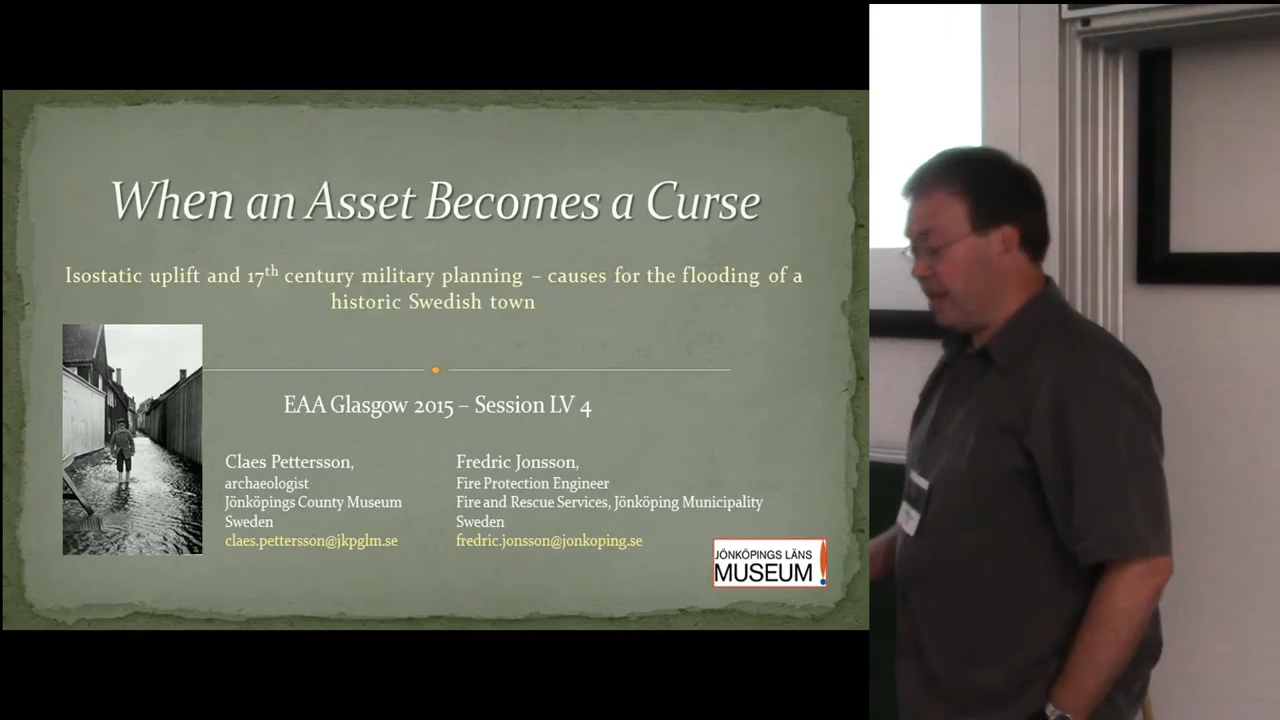 When an Asset Becomes a Curse
Isostatic uplift and 17th century military planning – causes for the flooding of a
historic Swedish town
EAA Glasgow 2015 – Session LV 4
Claes Pettersson,
archaeologist
Jönköpings County Museum
Sweden
claes.pettersson@jkpglm.se
Fredric Jonsson,
Fire Protection Engineer
Fire and Rescue Services, Jönköping Municipality
Sweden
fredric.jonsson@jonkoping.se
JÖNKÖPINGS LÄNS
MUSEUM